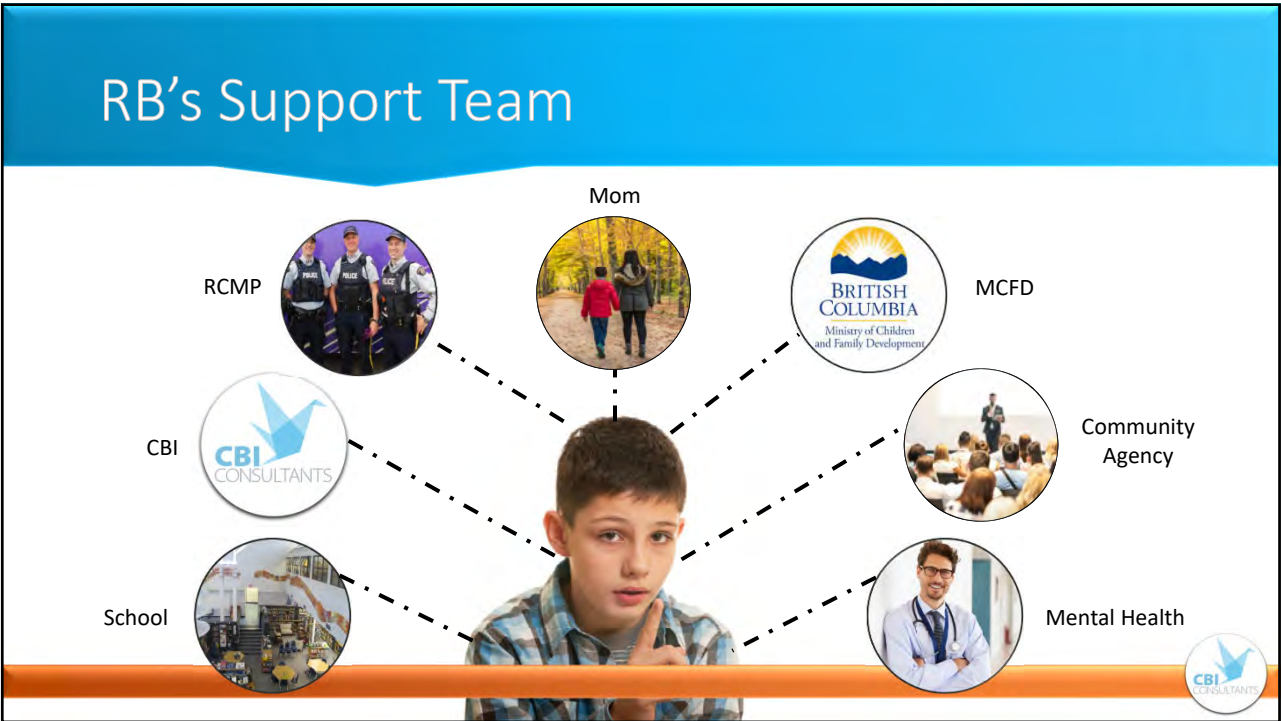 RB's Support Team
Mom
RCMP
POLICE
POLICE
BRITISH
COLUMBIA
Ministry of Children
and Family Development
MCFD
CBI
CBI
CONSULTANTS
Community
Agency
School
Mental Health
CBI
CONSULTANTS